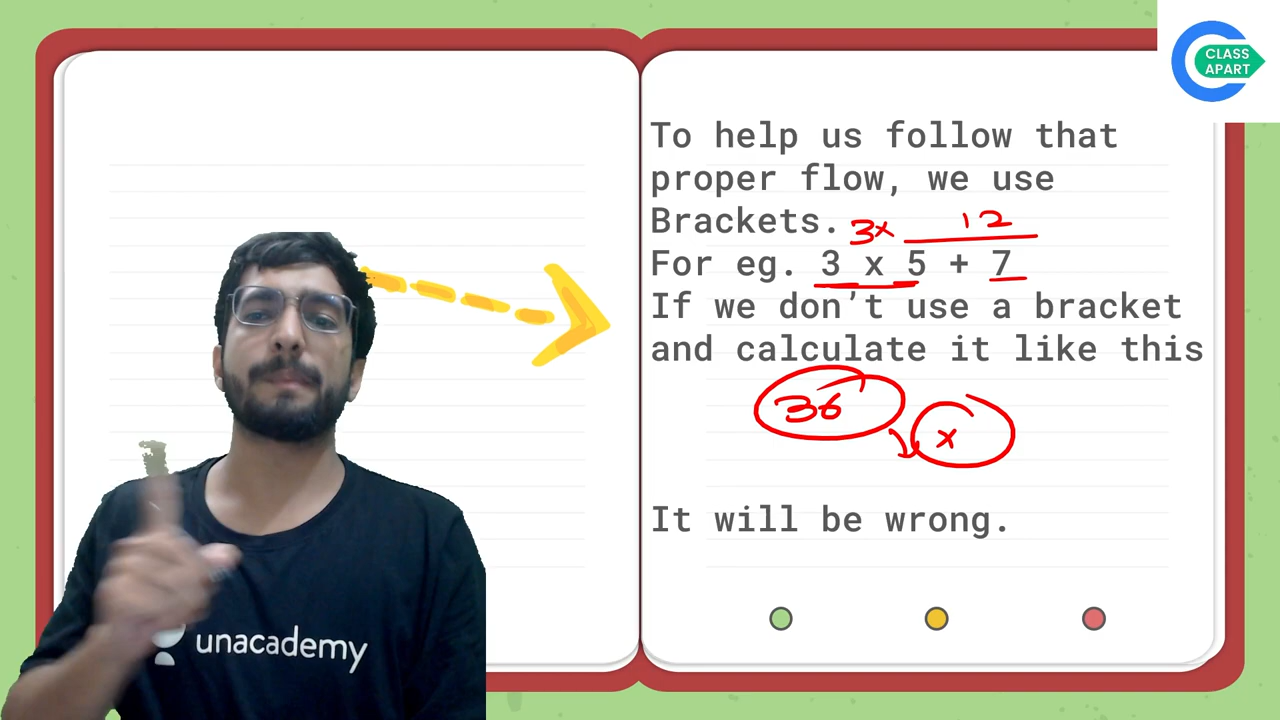 CLASS
APART
To help us follow that
proper flow, we use
Brackets.
3x 12
For eg. 3 x 5 + 7
If we don't use a bracket
and calculate it like this
36
x
It will be wrong.
unacademy